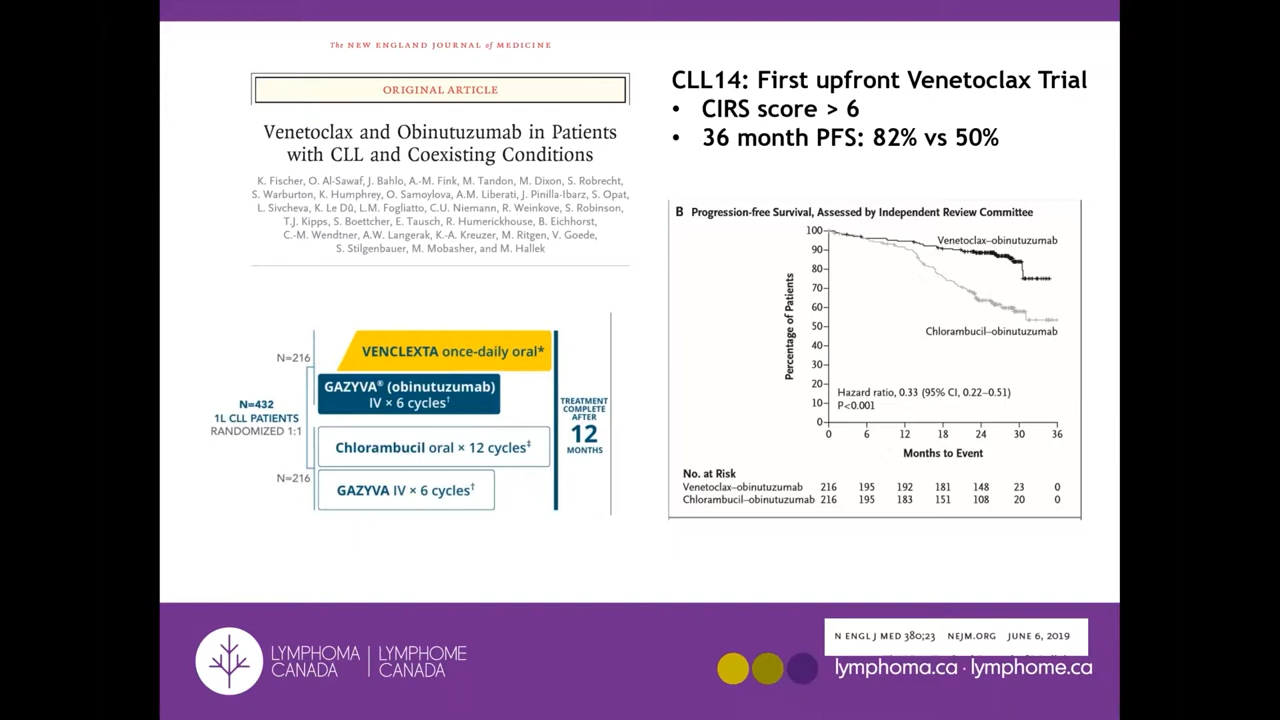 The NEW ENGLAND JOURNAL of MEDICINE
ORIGINAL ARTICLE
Venetoclax and Obinutuzumab in Patients
with CLL and Coexisting Conditions
K. Fischer, O. Al-Sawaf, J. Bahlo, A.-M. Fink, M. Tandon, M. Dixon, S. Robrecht,
S. Warburton, K. Humphrey, O. Samoylova, A.M. Liberati, J. Pinilla-Ibarz, S. Opat,
L. Sivcheva, K. Le Dû, L.M. Fogliatto, C.U. Niemann, R. Weinkove, S. Robinson,
T.J. Kipps, S. Boettcher, E. Tausch, R. Humerickhouse, B. Eichhorst,
C.-M. Wendtner, A.W. Langerak, K.-A. Kreuzer, M. Ritgen, V. Goede,
S. Stilgenbauer, M. Mobasher, and M. Hallek
N=216
VENCLEXTA once-daily oral*
GAZYVA® (obinutuzumab)
IV × 6 cycles†
N=432
1L CLL PATIENTS
RANDOMIZED 1:1
Chlorambucil oral × 12 cycles‡
N=216
GAZYVA IV × 6 cycles†
TREATMENT
COMPLETE
AFTER
12
MONTHS
CLL14: First upfront Venetoclax Trial
• CIRS score > 6
• 36 month PFS: 82% vs 50%
B Progression-free Survival, Assessed by Independent Review Committee
Percentage of Patients
100
90
80
70
60
50
40
30
20
10
0
Venetoclax–obinutuzumab
Chlorambucil–obinutuzumab
Hazard ratio, 0.33 (95% CI, 0.22–0.51)
P<0.001
0 6 12 18 24 30 36
Months to Event
No. at Risk
Venetoclax–obinutuzumab 216 195 192 181 148 23 0
Chlorambucil–obinutuzumab 216 195 183 151 108 20 0
LYMPHOMA CANADA
LYMPHOME CANADA
N ENGL J MED 380;23 NEJM.ORG JUNE 6, 2019
lymphoma.ca · lymphome.ca